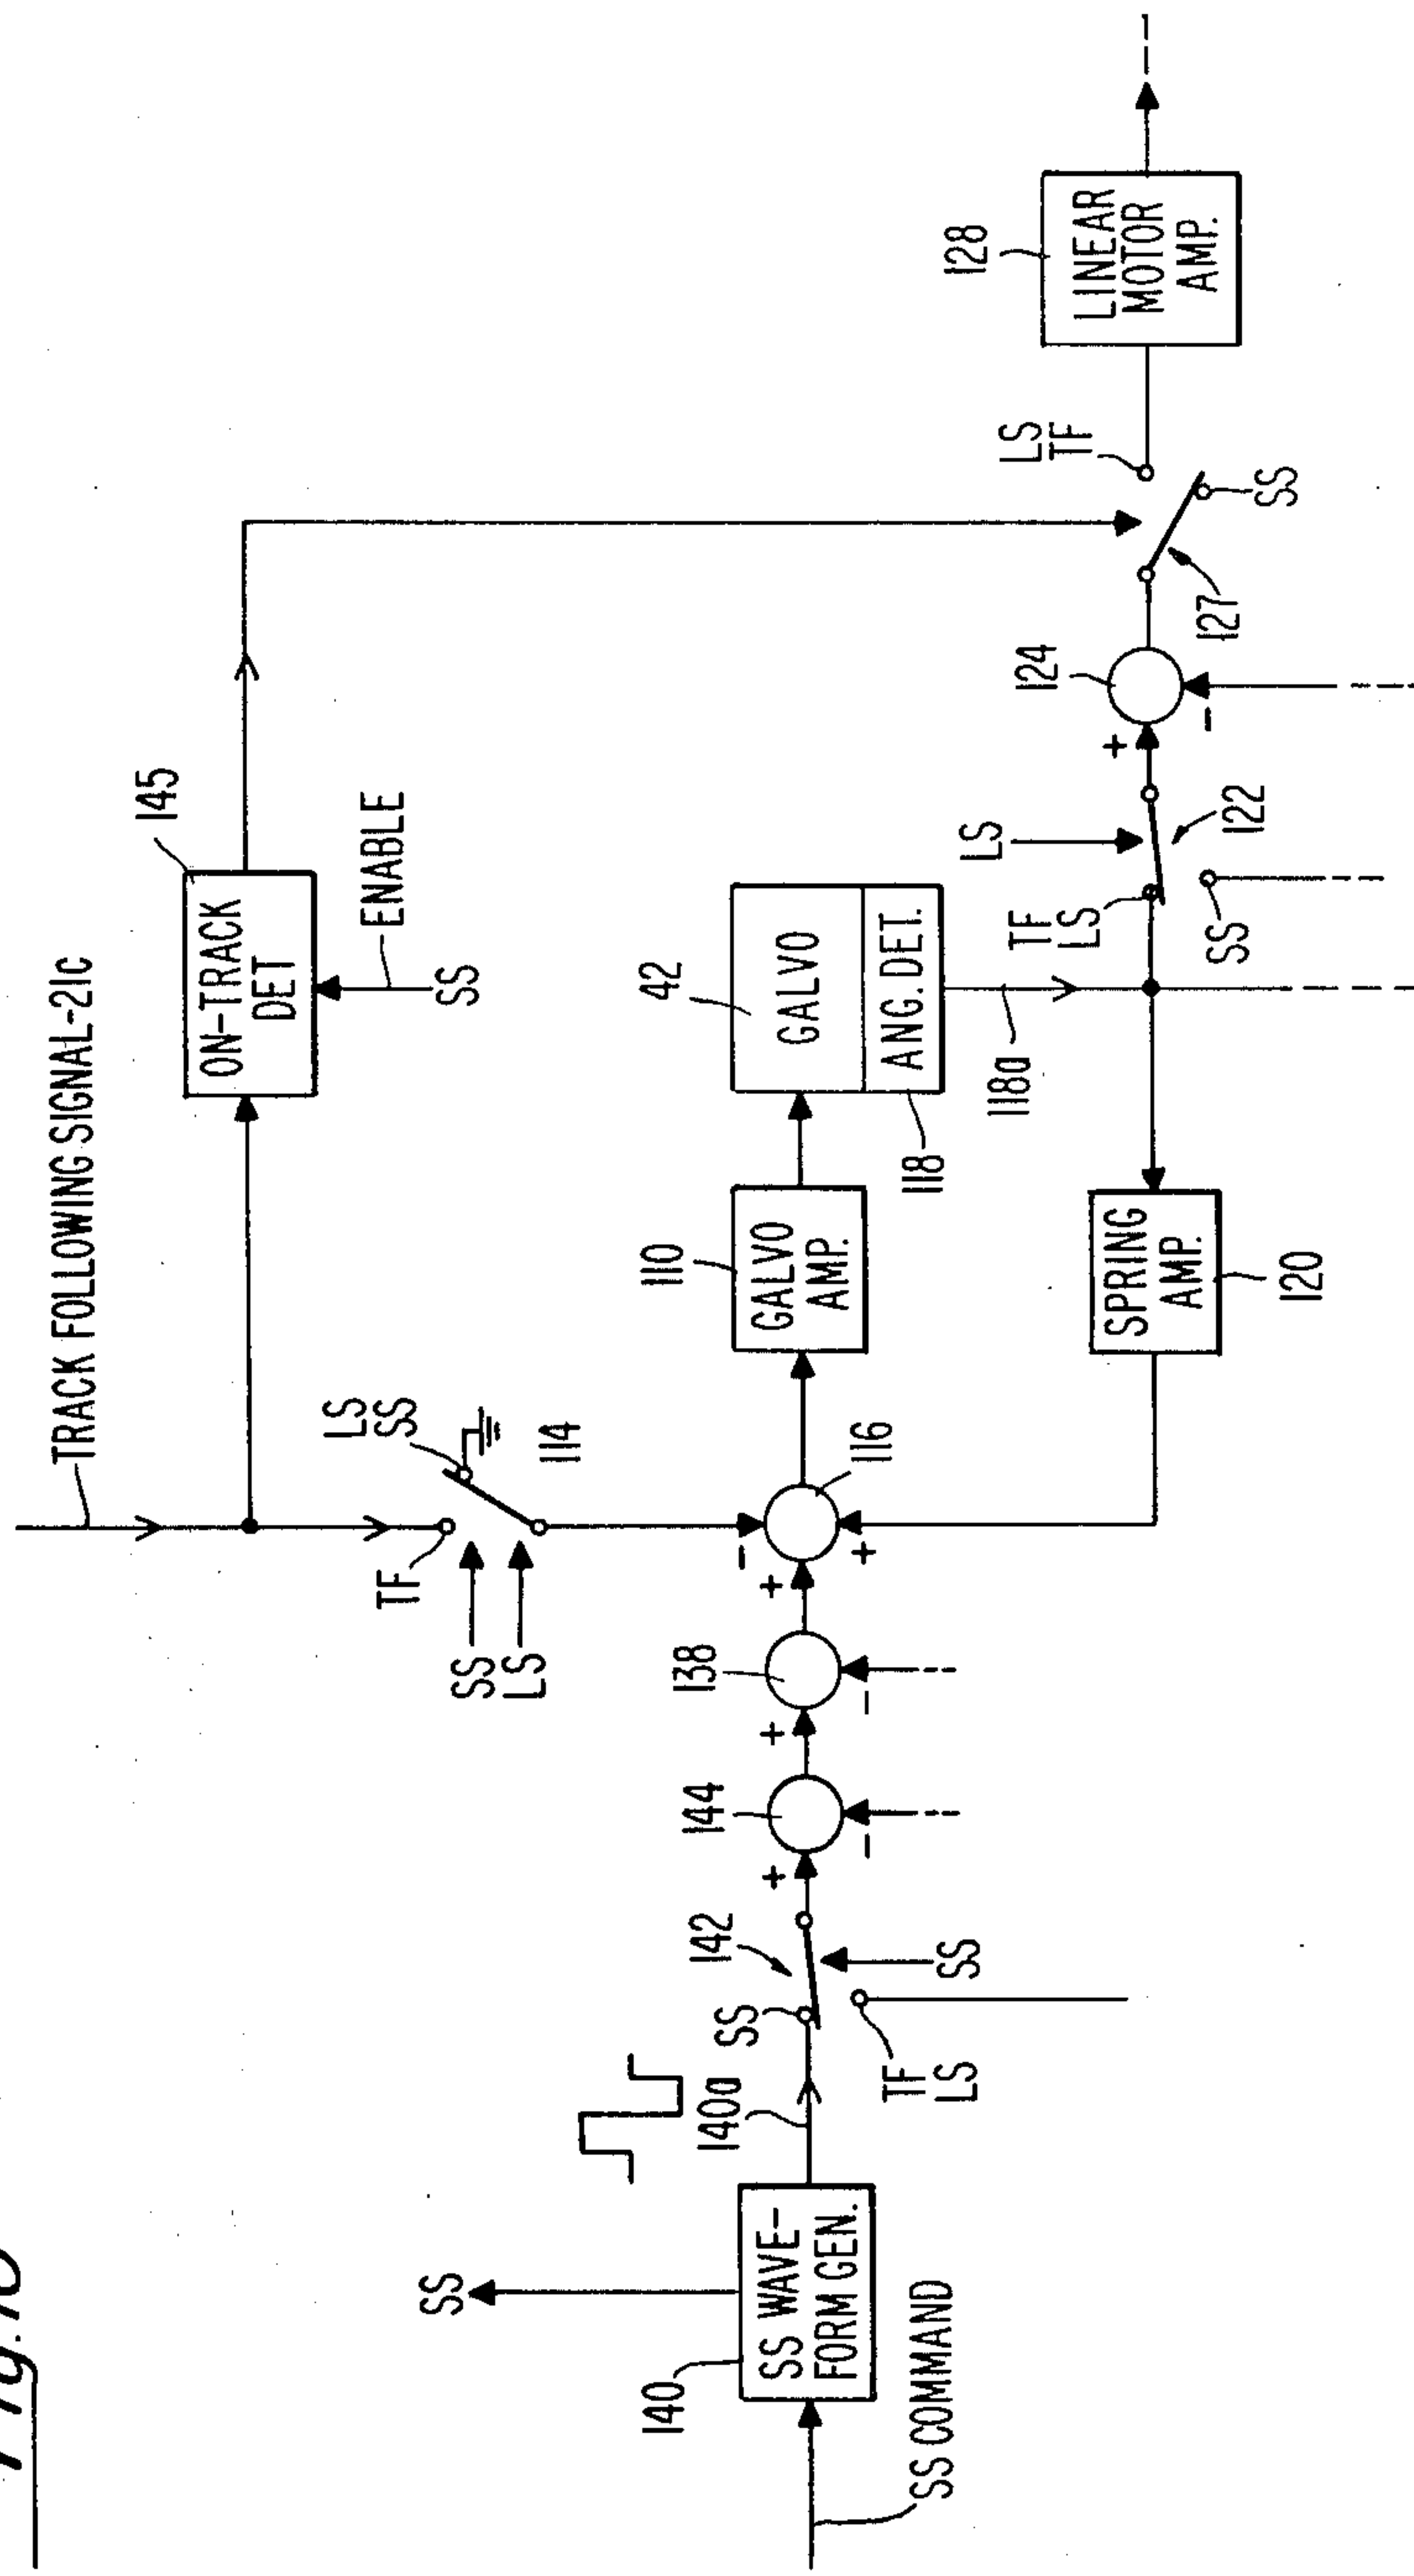 TRACK FOLLOWING SIGNAL-21c
145
ON-TRACK
DET
ENABLE
SS
TF
LS
SS
SS
LS
114
110
GALVO
AMP.
42
GALVO
ANG. DET.
118
118a
116
-
+
+
138
+
-
144
+
-
142
SS
SS
TF
LS
140a
SS
140
SS WAVE-
FORM GEN.
SS COMMAND
SPRING
AMP.
120
TF
LS
SS
LS
122
124
+
-
127
LS
TF
SS
128
LINEAR
MOTOR
AMP.